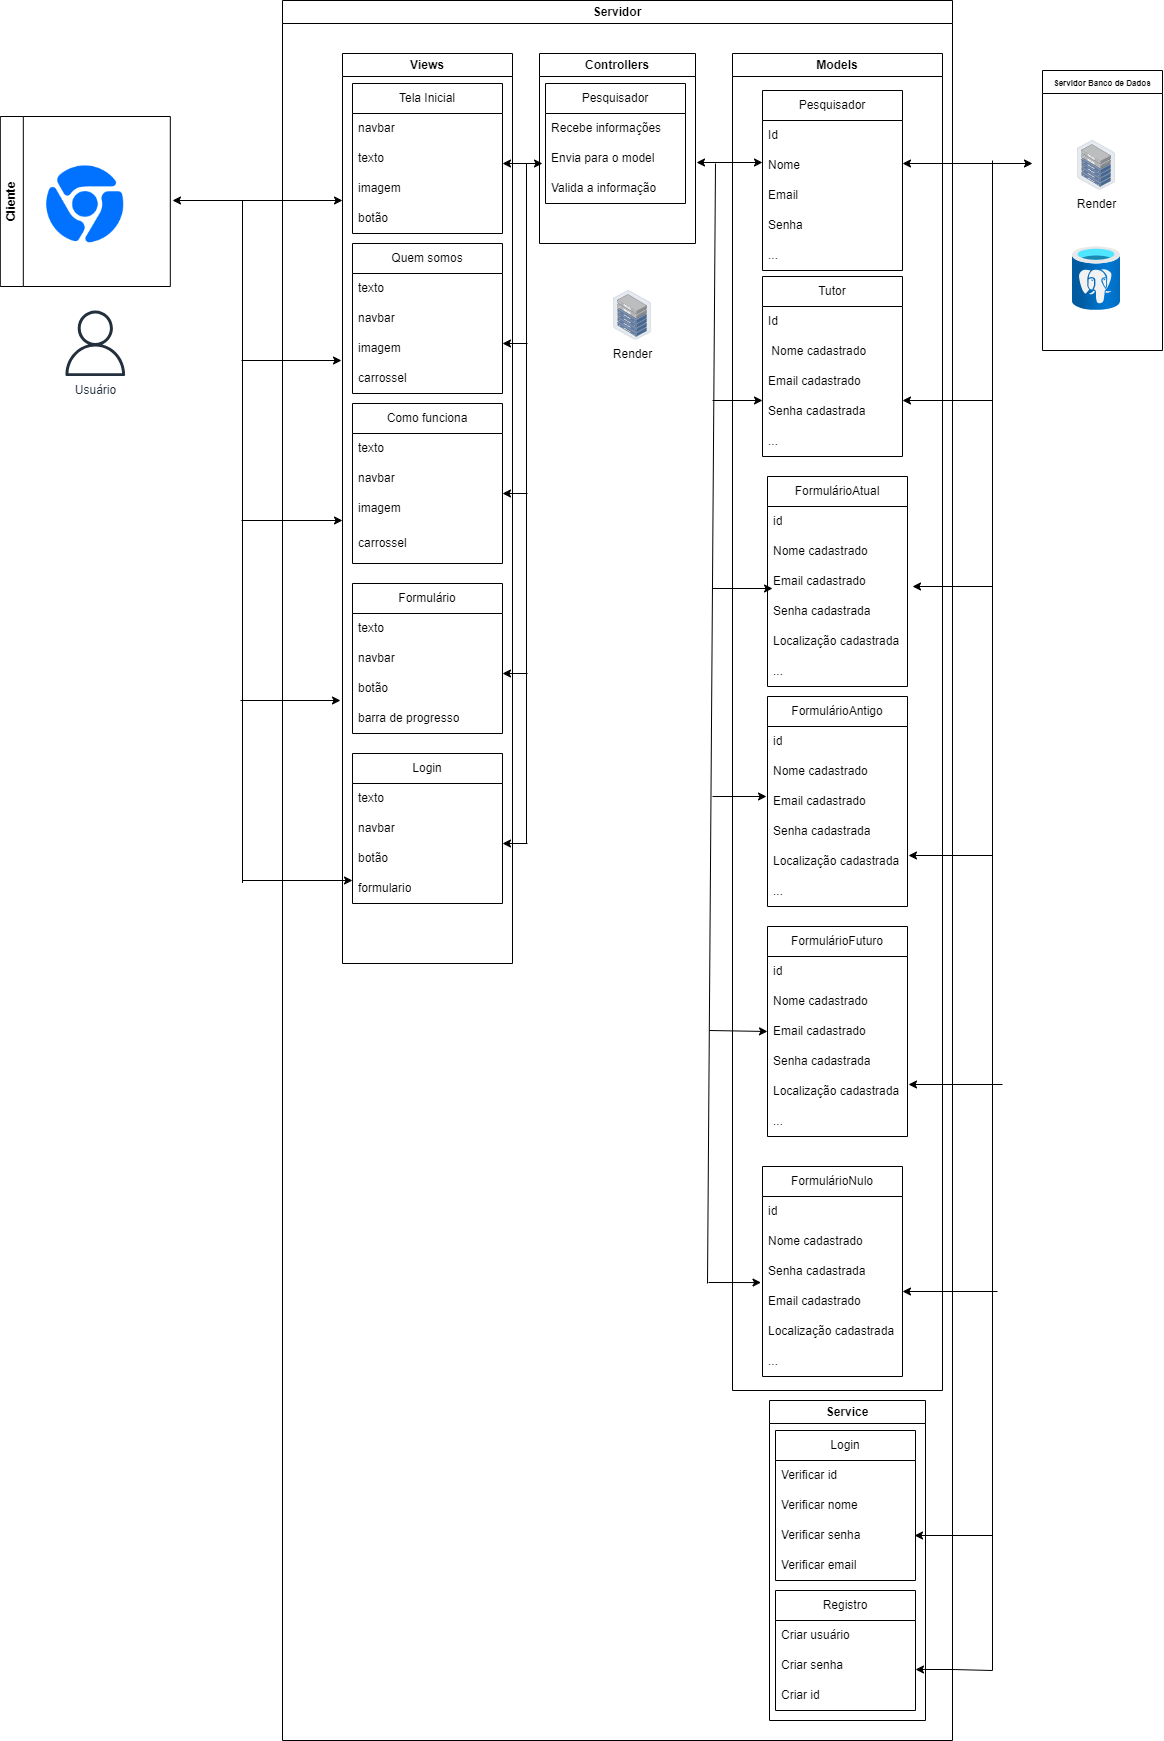 Servidor
Cliente
Usuário
Views
Tela Inicial
navbar
texto
imagem
botão
Quem somos
texto
navbar
imagem
carrossel
Como funciona
texto
navbar
imagem
carrossel
Formulário
texto
navbar
botão
barra de progresso
Login
texto
navbar
botão
formulario
Controllers
Pesquisador
Recebe informações
Envia para o model
Valida a informação
Render
Models
Pesquisador
Id
Nome
Email
Senha
...
Tutor
Id
Nome cadastrado
Email cadastrado
Senha cadastrada
...
FormulárioAtual
id
Nome cadastrado
Email cadastrado
Senha cadastrada
Localização cadastrada
...
FormulárioAntigo
id
Nome cadastrado
Email cadastrado
Senha cadastrada
Localização cadastrada
...
FormulárioFuturo
id
Nome cadastrado
Email cadastrado
Senha cadastrada
Localização cadastrada
...
FormulárioNulo
id
Nome cadastrado
Senha cadastrada
Email cadastrado
Localização cadastrada
...
Service
Login
Verificar id
Verificar nome
Verificar senha
Verificar email
Registro
Criar usuário
Criar senha
Criar id
Servidor Banco de Dados
Render